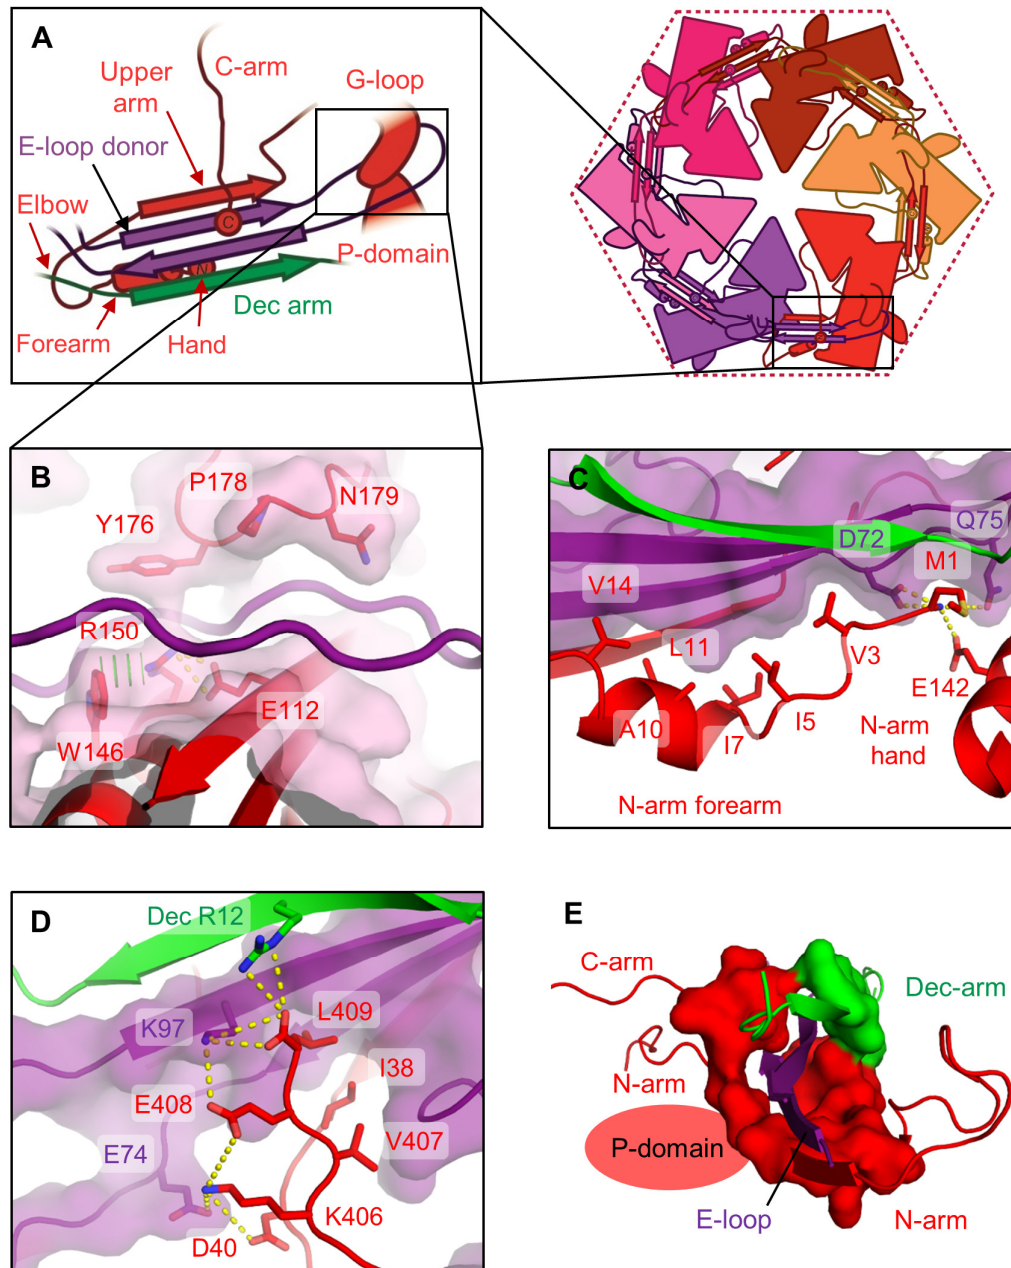 A
Upper
arm
C-arm
G-loop
E-loop donor
Elbow
C
P-domain
N
Dec arm
Forearm
Hand
B
P178
N179
Y176
R150
E112
W146
C
Q75
D72
M1
V14
L11
V3
E142
A10
I7
I5
N-arm
hand
N-arm forearm
D
Dec R12
K97
L409
I38
E408
V407
E74
K406
D40
E
C-arm
Dec-arm
N-arm
P-domain
E-loop
N-arm